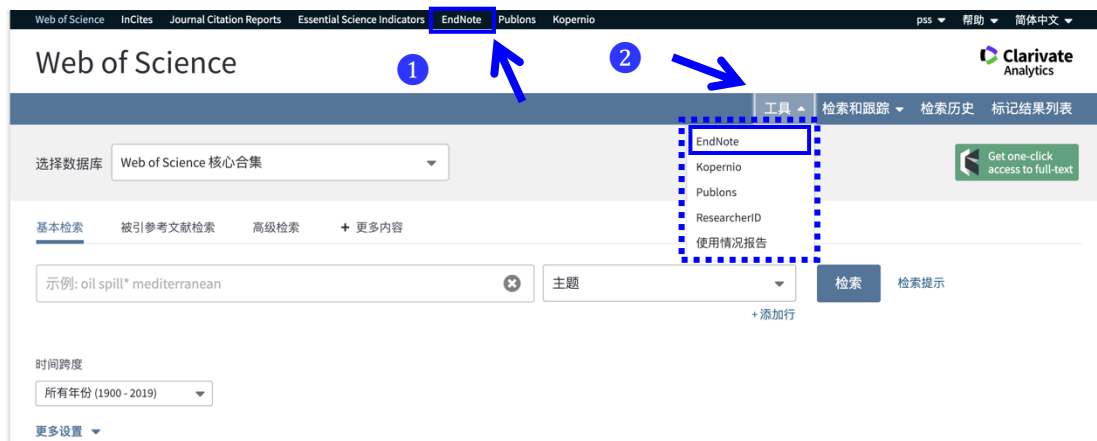 Web of Science InCites Journal Citation Reports Essential Science Indicators EndNote Publons Kopernio pss 帮助 简体中文
Web of Science
1
2
Clarivate
Analytics
工具 检索和跟踪 检索历史 标记结果列表
选择数据库 Web of Science 核心合集
EndNote
Kopernio
Publons
ResearcherID
使用情况报告
Get one-click
access to full-text
基本检索 被引参考文献检索 高级检索 + 更多内容
示例: oil spill* mediterranean 主题 检索 检索提示
+添加行
时间跨度
所有年份 (1900 - 2019)
更多设置